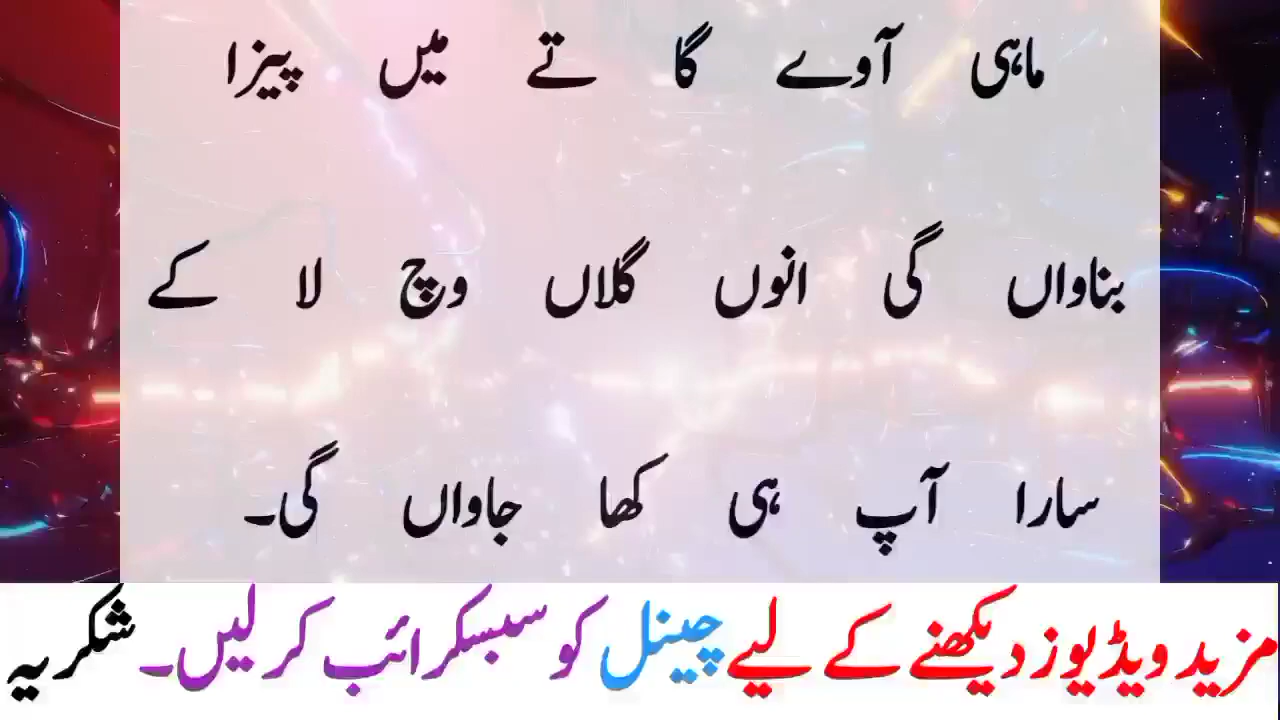 ماہی آوے گا تے میں پیزا
بناواں گی انوں گلاں وچ لا کے
سارا آپ ہی کھا جاواں گی۔
مزید ویڈیوز دیکھنے کے لیے چینل کو سبسکرائب کر لیں۔ شکریہ